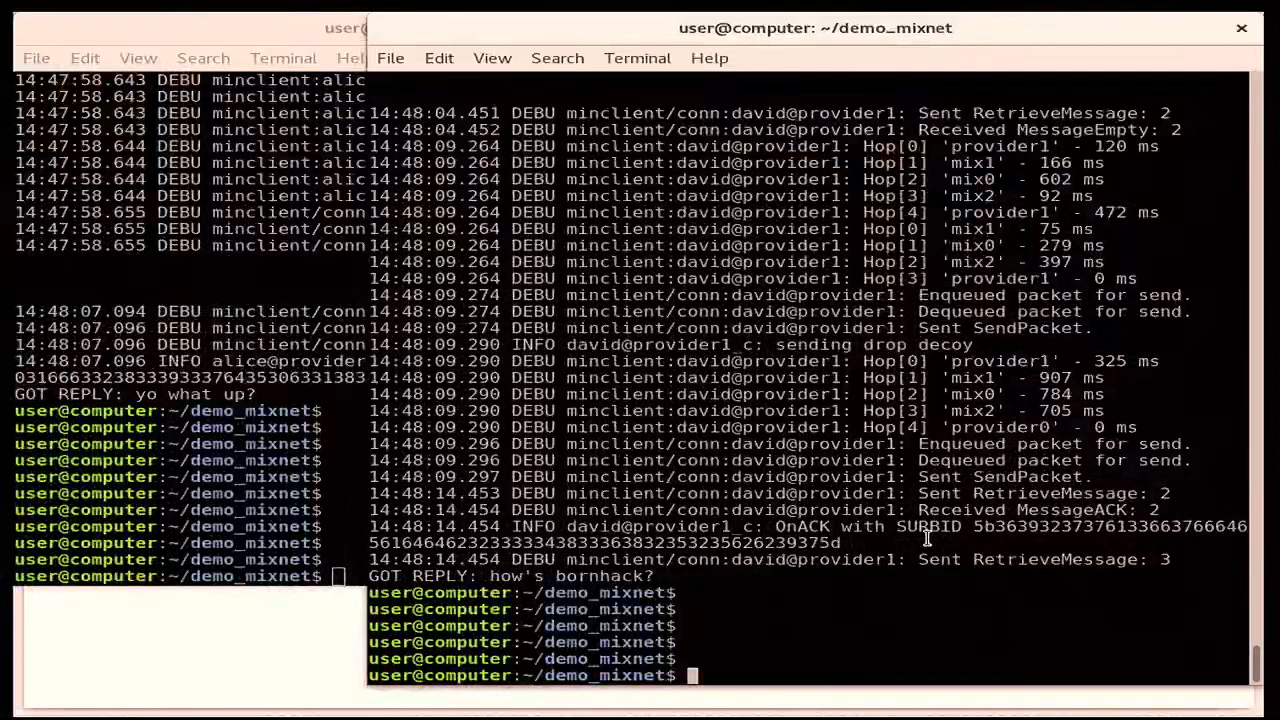 user@
File Edit View Search Terminal Hel
14:47:58.643 DEBU minclient:alic
14:47:58.643 DEBU minclient:alic
14:47:58.643 DEBU minclient:alic
14:47:58.643 DEBU minclient:alic
14:47:58.644 DEBU minclient:alic
14:47:58.644 DEBU minclient:alic
14:47:58.644 DEBU minclient:alic
14:47:58.644 DEBU minclient:alic
14:47:58.655 DEBU minclient/conn
14:47:58.655 DEBU minclient/conn
14:47:58.655 DEBU minclient/conn
14:48:07.094 DEBU minclient/conn
14:48:07.096 DEBU minclient/conn
14:48:07.096 DEBU minclient/conn
14:48:07.096 INFO alice@provider
03166633238333933376435306331383
GOT REPLY: yo what up?
user@computer:~/demo_mixnet$
user@computer:~/demo_mixnet$
user@computer:~/demo_mixnet$
user@computer:~/demo_mixnet$
user@computer:~/demo_mixnet$
user@computer:~/demo_mixnet$
user@computer:~/demo_mixnet$
user@computer:~/demo_mixnet$
user@computer:~/demo_mixnet$
user@computer:~/demo_mixnet$
user@computer:~/demo_mixnet$
user@computer: ~/demo_mixnet ×
File Edit View Search Terminal Help
14:48:04.451 DEBU minclient/conn:david@provider1: Sent RetrieveMessage: 2
14:48:04.452 DEBU minclient/conn:david@provider1: Received MessageEmpty: 2
14:48:09.264 DEBU minclient/conn:david@provider1: Hop[0] 'provider1' - 120 ms
14:48:09.264 DEBU minclient/conn:david@provider1: Hop[1] 'mix1' - 166 ms
14:48:09.264 DEBU minclient/conn:david@provider1: Hop[2] 'mix0' - 602 ms
14:48:09.264 DEBU minclient/conn:david@provider1: Hop[3] 'mix2' - 92 ms
14:48:09.264 DEBU minclient/conn:david@provider1: Hop[4] 'provider1' - 472 ms
14:48:09.264 DEBU minclient/conn:david@provider1: Hop[0] 'mix1' - 75 ms
14:48:09.264 DEBU minclient/conn:david@provider1: Hop[1] 'mix0' - 279 ms
14:48:09.264 DEBU minclient/conn:david@provider1: Hop[2] 'mix2' - 397 ms
14:48:09.264 DEBU minclient/conn:david@provider1: Hop[3] 'provider1' - 0 ms
14:48:09.274 DEBU minclient/conn:david@provider1: Enqueued packet for send.
14:48:09.274 DEBU minclient/conn:david@provider1: Dequeued packet for send.
14:48:09.274 DEBU minclient/conn:david@provider1: Sent SendPacket.
14:48:09.290 INFO david@provider1_c: sending drop decoy
14:48:09.290 DEBU minclient/conn:david@provider1: Hop[0] 'provider1' - 325 ms
14:48:09.290 DEBU minclient/conn:david@provider1: Hop[1] 'mix1' - 907 ms
14:48:09.290 DEBU minclient/conn:david@provider1: Hop[2] 'mix0' - 784 ms
14:48:09.290 DEBU minclient/conn:david@provider1: Hop[3] 'mix2' - 705 ms
14:48:09.290 DEBU minclient/conn:david@provider1: Hop[4] 'provider0' - 0 ms
14:48:09.296 DEBU minclient/conn:david@provider1: Enqueued packet for send.
14:48:09.296 DEBU minclient/conn:david@provider1: Dequeued packet for send.
14:48:09.297 DEBU minclient/conn:david@provider1: Sent SendPacket.
14:48:14.453 DEBU minclient/conn:david@provider1: Sent RetrieveMessage: 2
14:48:14.454 DEBU minclient/conn:david@provider1: Received MessageACK: 2
14:48:14.454 INFO david@provider1_c: OnACK with SURBID 5b363932373761336637666465616464623233333438333638323532356262 39375d
14:48:14.454 DEBU minclient/conn:david@provider1: Sent RetrieveMessage: 3
GOT REPLY: how's bornhack?
user@computer:~/demo_mixnet$
user@computer:~/demo_mixnet$
user@computer:~/demo_mixnet$
user@computer:~/demo_mixnet$
user@computer:~/demo_mixnet$
user@computer:~/demo_mixnet$